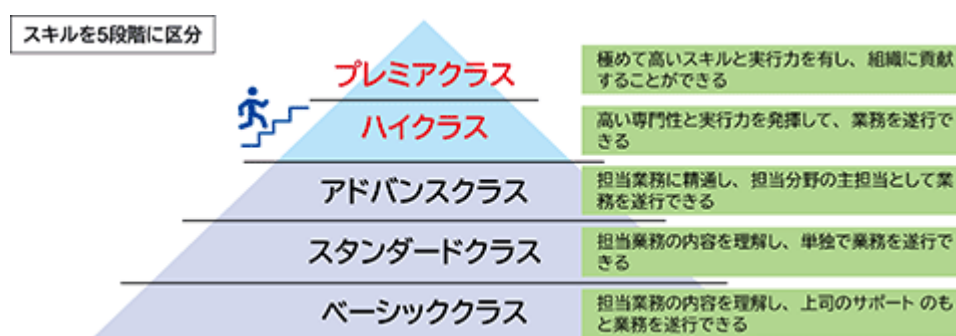 スキルを5段階に区分
プレミアクラス
極めて高いスキルと実行力を有し、組織に貢献
することができる
ハイクラス
高い専門性と実行力を発揮して、業務を遂行で
きる
アドバンスクラス
担当業務に精通し、担当分野の主担当として業
務を遂行できる
スタンダードクラス
担当業務の内容を理解し、単独で業務を遂行で
きる
ベーシッククラス
担当業務の内容を理解し、上司のサポート のも
と業務を遂行できる